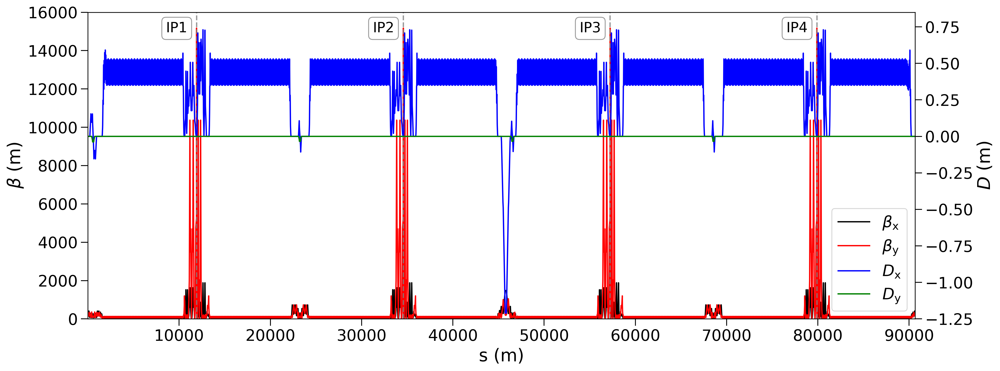 IP1 IP2 IP3 IP4
16000
14000
12000
10000
8000
6000
4000
2000
0
β (m)
0.75
0.50
0.25
0.00
−0.25
−0.50
−0.75
−1.00
−1.25
D (m)
βx
βy
Dx
Dy
10000 20000 30000 40000 50000 60000 70000 80000 90000
s (m)